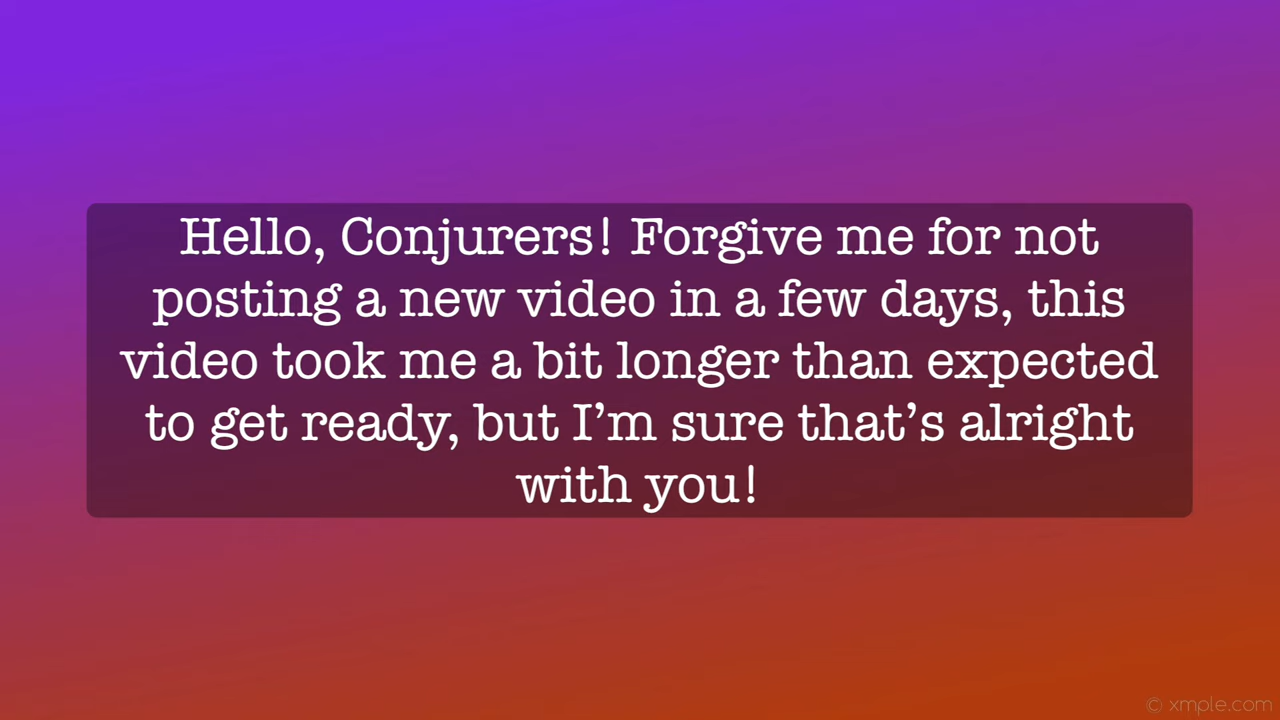 Hello, Conjurers! Forgive me for not
posting a new video in a few days, this
video took me a bit longer than expected
to get ready, but I’m sure that’s alright
with you!
© xmple.com